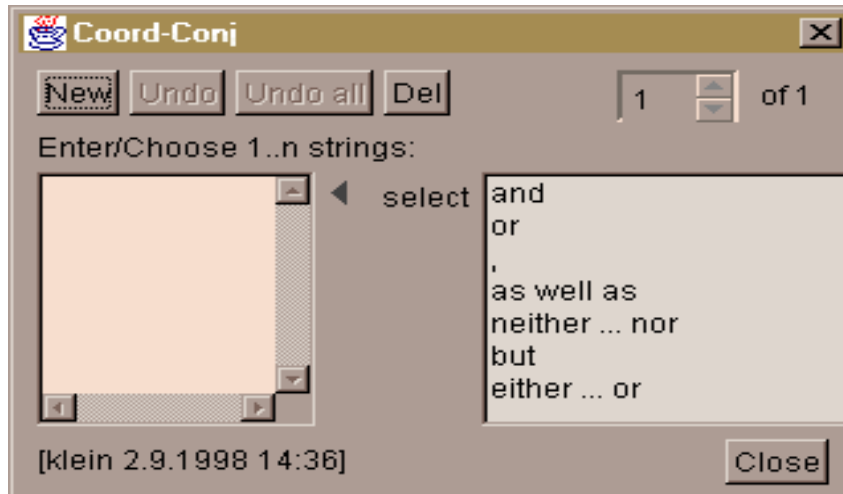 Coord-Conj
New Undo Undo all Del 1 of 1
Enter/Choose 1..n strings:
select
and
or
,
as well as
neither ... nor
but
either ... or
[klein 2.9.1998 14:36] Close